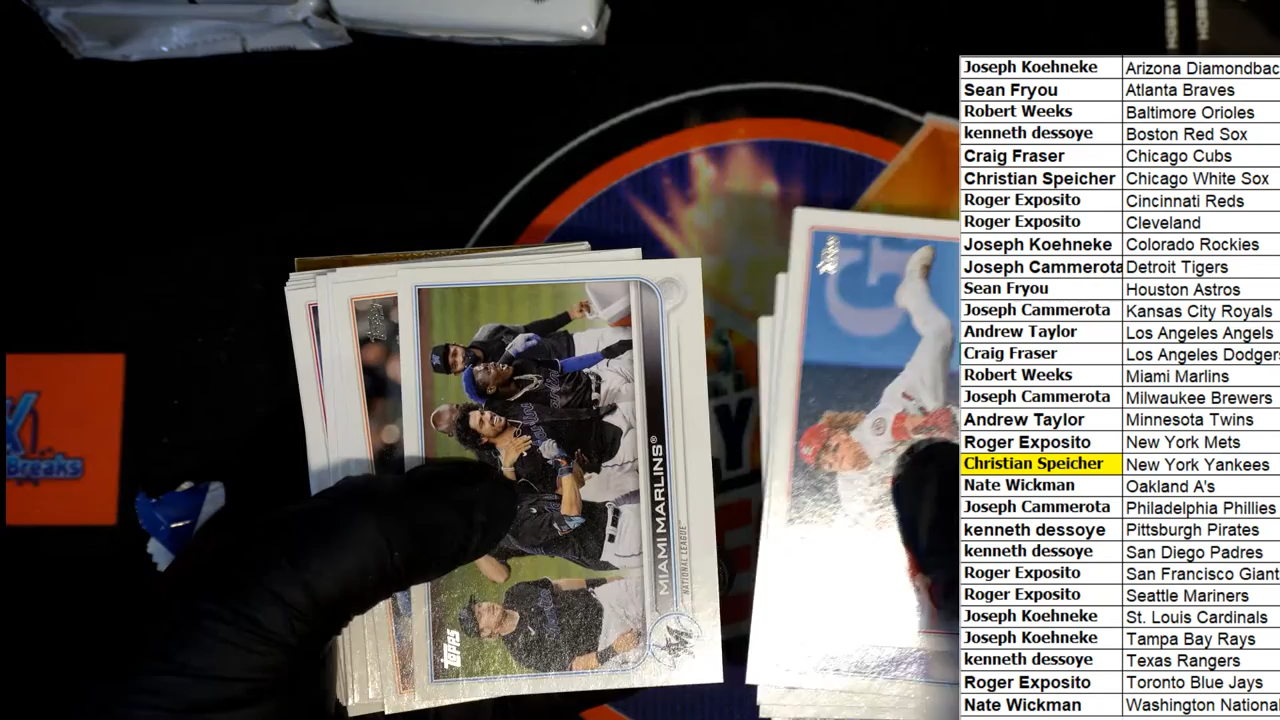 Joseph Koehneke Arizona Diamondbac
Sean Fryou Atlanta Braves
Robert Weeks Baltimore Orioles
kenneth dessoye Boston Red Sox
Craig Fraser Chicago Cubs
Christian Speicher Chicago White Sox
Roger Exposito Cincinnati Reds
Roger Exposito Cleveland
Joseph Koehneke Colorado Rockies
Joseph Cammerota Detroit Tigers
Sean Fryou Houston Astros
Joseph Cammerota Kansas City Royals
Andrew Taylor Los Angeles Angels
Craig Fraser Los Angeles Dodgers
Robert Weeks Miami Marlins
Joseph Cammerota Milwaukee Brewers
Andrew Taylor Minnesota Twins
Roger Exposito New York Mets
Christian Speicher New York Yankees
Nate Wickman Oakland A's
Joseph Cammerota Philadelphia Phillies
kenneth dessoye Pittsburgh Pirates
kenneth dessoye San Diego Padres
Roger Exposito San Francisco Giant
Roger Exposito Seattle Mariners
Joseph Koehneke St. Louis Cardinals
Joseph Koehneke Tampa Bay Rays
kenneth dessoye Texas Rangers
Roger Exposito Toronto Blue Jays
Nate Wickman Washington National
MIAMI MARLINS®
NATIONAL LEAGUE
TOPPS
Breaks